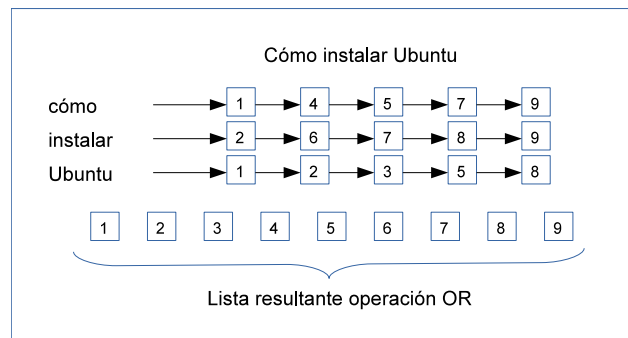 Cómo instalar Ubuntu
cómo 1 4 5 7 9
instalar 2 6 7 8 9
Ubuntu 1 2 3 5 8
1 2 3 4 5 6 7 8 9
Lista resultante operación OR